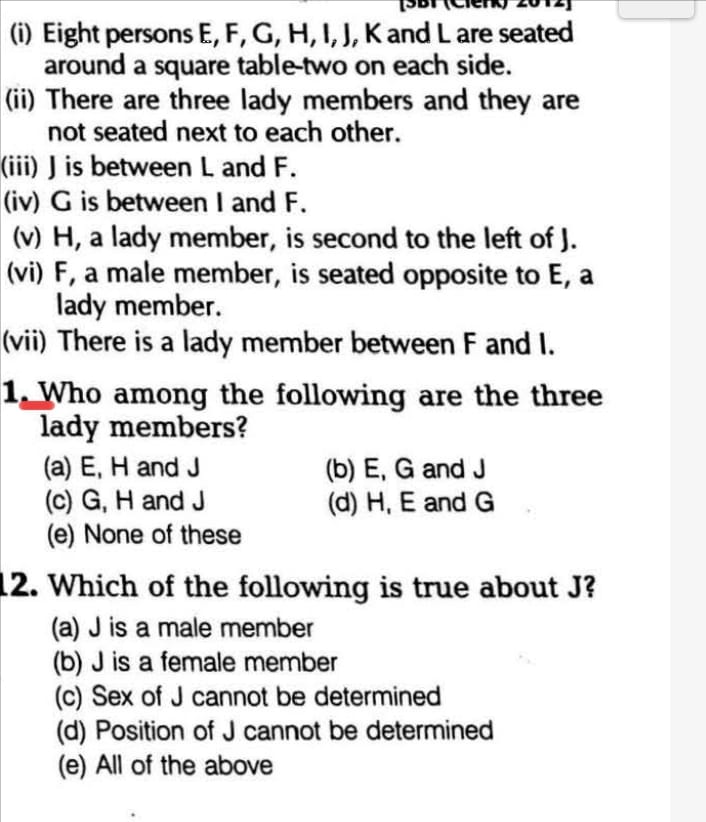 [SBI (Clerk) 2012]
(i) Eight persons E, F, G, H, I, J, K and L are seated
around a square table-two on each side.
(ii) There are three lady members and they are
not seated next to each other.
(iii) J is between L and F.
(iv) G is between I and F.
(v) H, a lady member, is second to the left of J.
(vi) F, a male member, is seated opposite to E, a
lady member.
(vii) There is a lady member between F and I.
1. Who among the following are the three
lady members?
(a) E, H and J (b) E, G and J
(c) G, H and J (d) H, E and G
(e) None of these
12. Which of the following is true about J?
(a) J is a male member
(b) J is a female member
(c) Sex of J cannot be determined
(d) Position of J cannot be determined
(e) All of the above